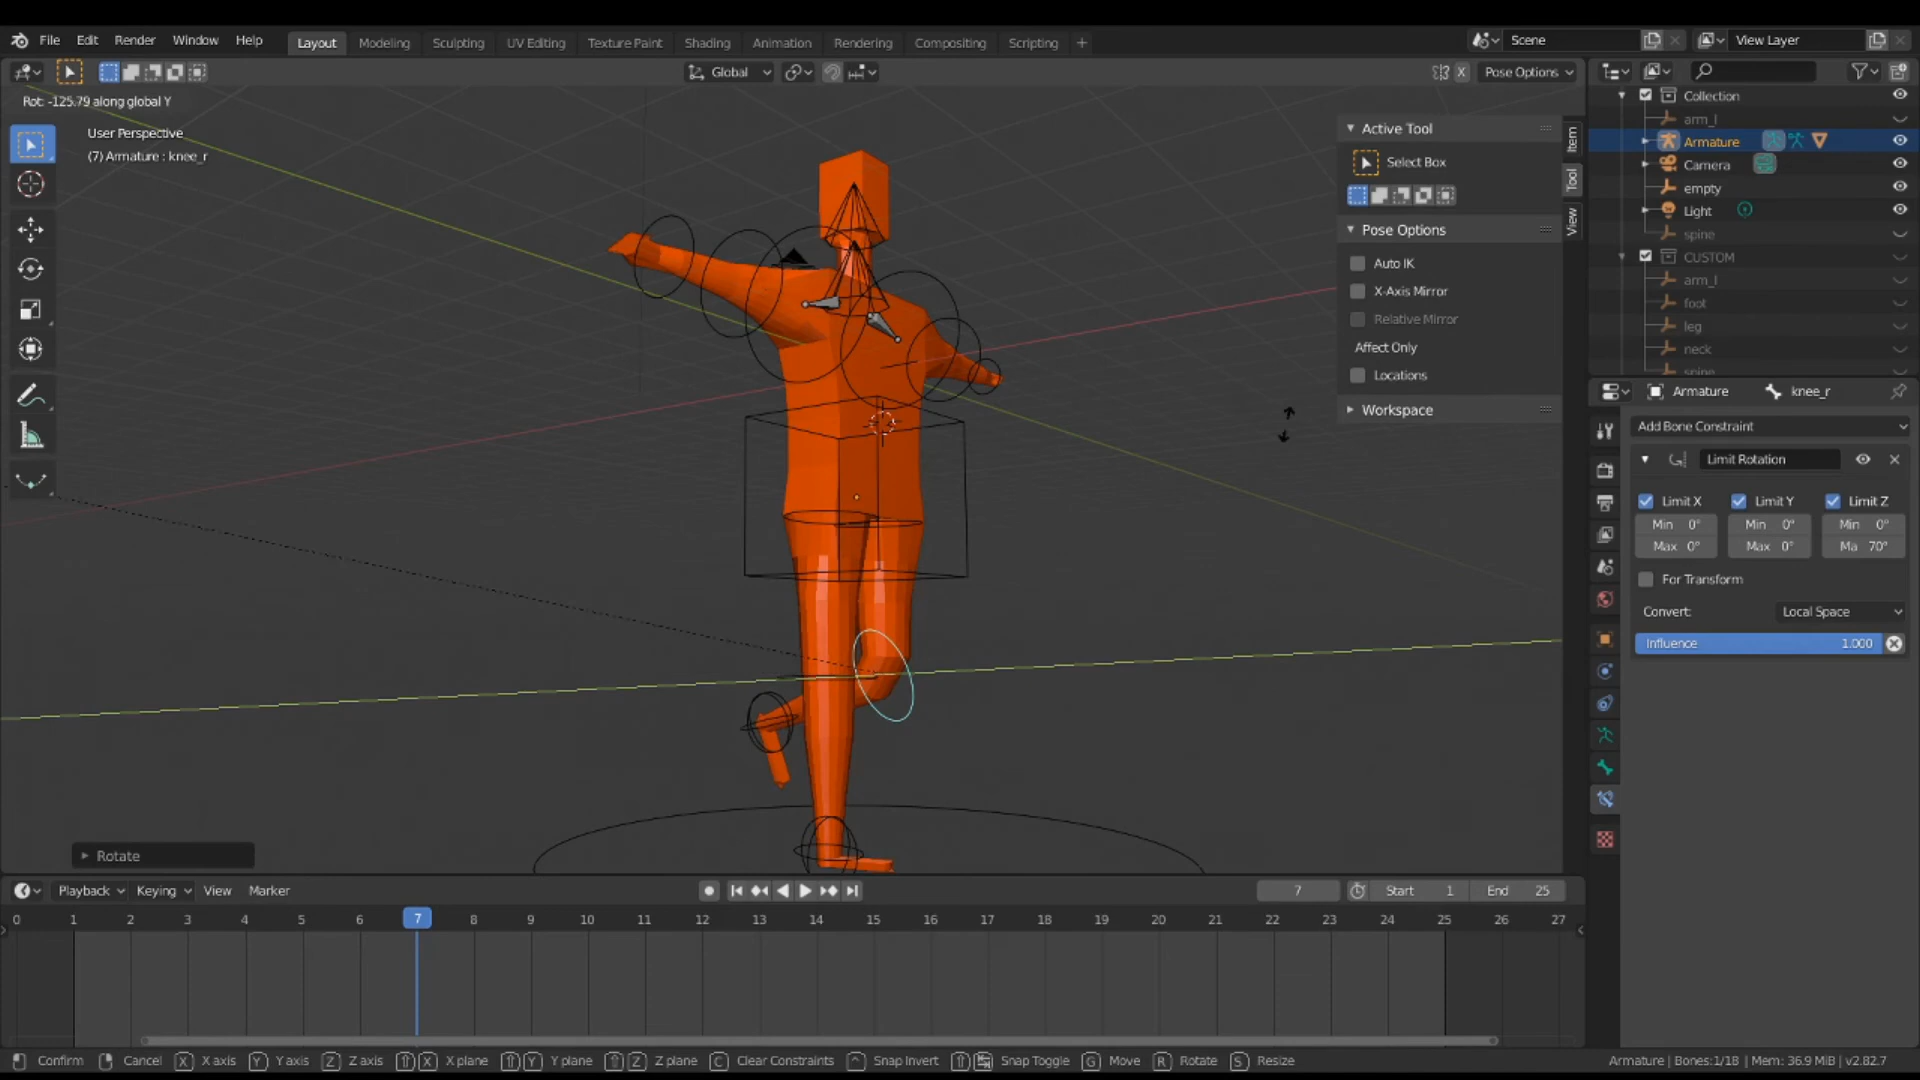 File Edit Render Window Help Layout Modeling Sculpting UV Editing Texture Paint Shading Animation Rendering Compositing Scripting + Scene View Layer
Global X Pose Options
Rot: -125.79 along global Y
User Perspective
(7) Armature : knee_r
Active Tool
Select Box
Pose Options
Auto IK
X-Axis Mirror
Relative Mirror
Affect Only
Locations
Workspace
Item
Tool
View
Collection
arm_l
Armature
Camera
empty
Light
spine
CUSTOM
arm_l
foot
leg
neck
spine
Armature knee_r
Add Bone Constraint
Limit Rotation
Limit X Limit Y Limit Z
Min 0° Min 0° Min 0°
Max 0° Max 0° Ma 70°
For Transform
Convert: Local Space
Influence 1.000
Rotate
Playback Keying View Marker 7 Start 1 End 25
0 1 2 3 4 5 6 7 8 9 10 11 12 13 14 15 16 17 18 19 20 21 22 23 24 25 26 27
Confirm Cancel X X axis Y Y axis Z Z axis X X plane Y Y plane Z Z plane C Clear Constraints Snap Invert Snap Toggle G Move R Rotate S Resize Armature | Bones:1/18 | Mem: 36.9 MiB | v2.82.7